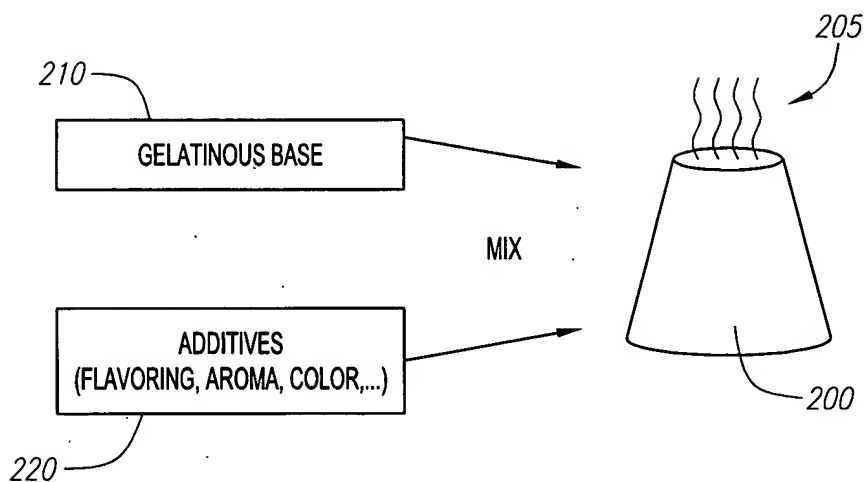 205
210
GELATINOUS BASE
MIX
ADDITIVES
(FLAVORING, AROMA, COLOR,...)
200
220